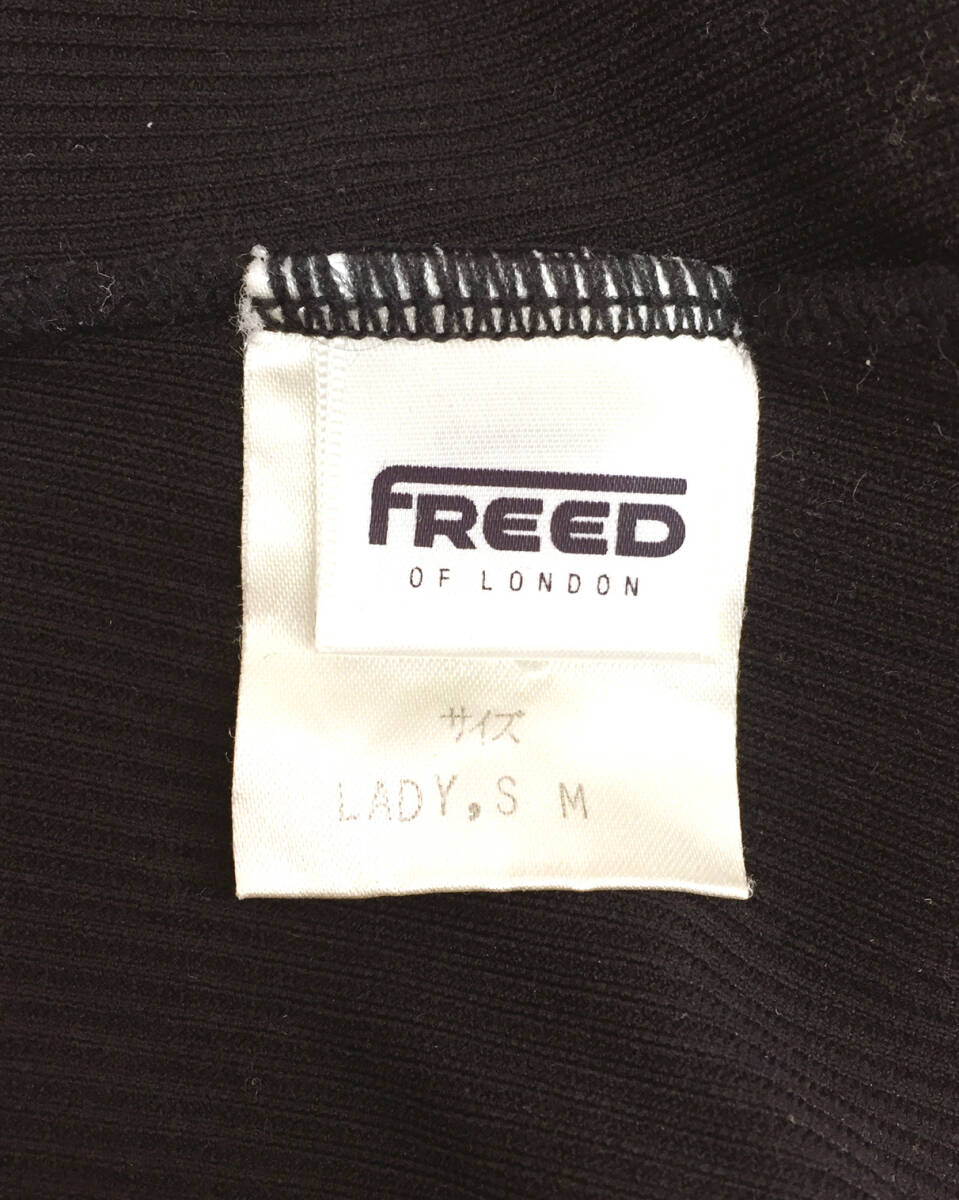 FREED
OF LONDON
サイズ
LADY,S M